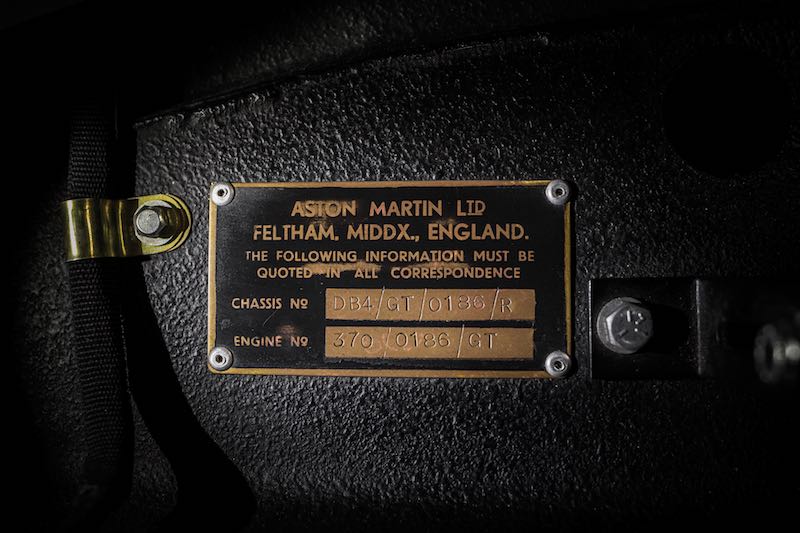 ASTON MARTIN LTD
FELTHAM. MIDDX., ENGLAND.
THE FOLLOWING INFORMATION MUST BE
QUOTED IN ALL CORRESPONDENCE
CHASSIS Nº DB4/GT/0186/R
ENGINE Nº. 370/0186/GT